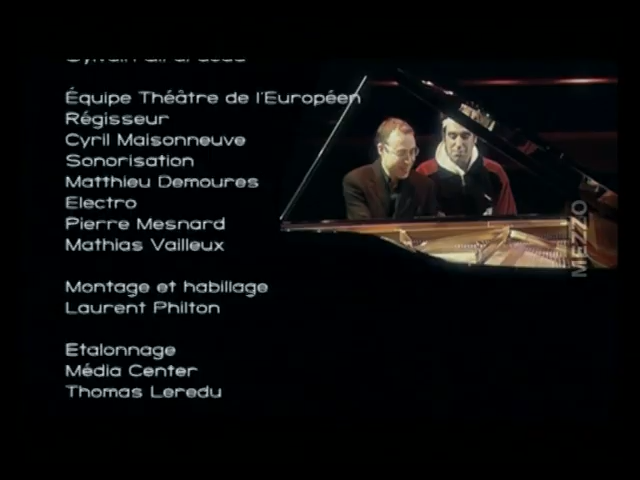 Équipe Théâtre de l'Européen
Régisseur
Cyril Maisonneuve
Sonorisation
Matthieu Demoures
Electro
Pierre Mesnard
Mathias Vailleux
Montage et habillage
Laurent Philton
Etalonnage
Média Center
Thomas Leredu
MEZZO